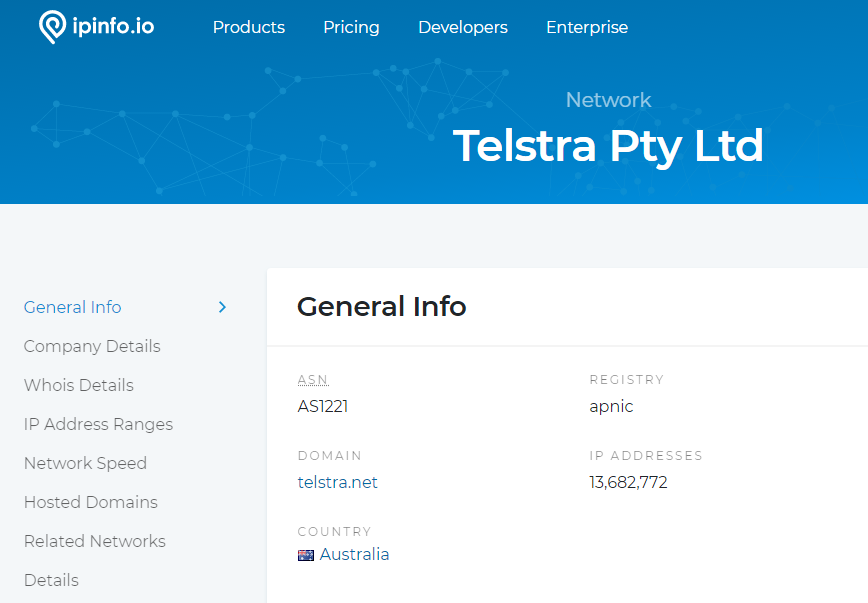 ipinfo.io Products Pricing Developers Enterprise
Network
Telstra Pty Ltd
General Info
Company Details
Whois Details
IP Address Ranges
Network Speed
Hosted Domains
Related Networks
Details
General Info
ASN REGISTRY
AS1221 apnic
DOMAIN IP ADDRESSES
telstra.net 13,682,772
COUNTRY
Australia